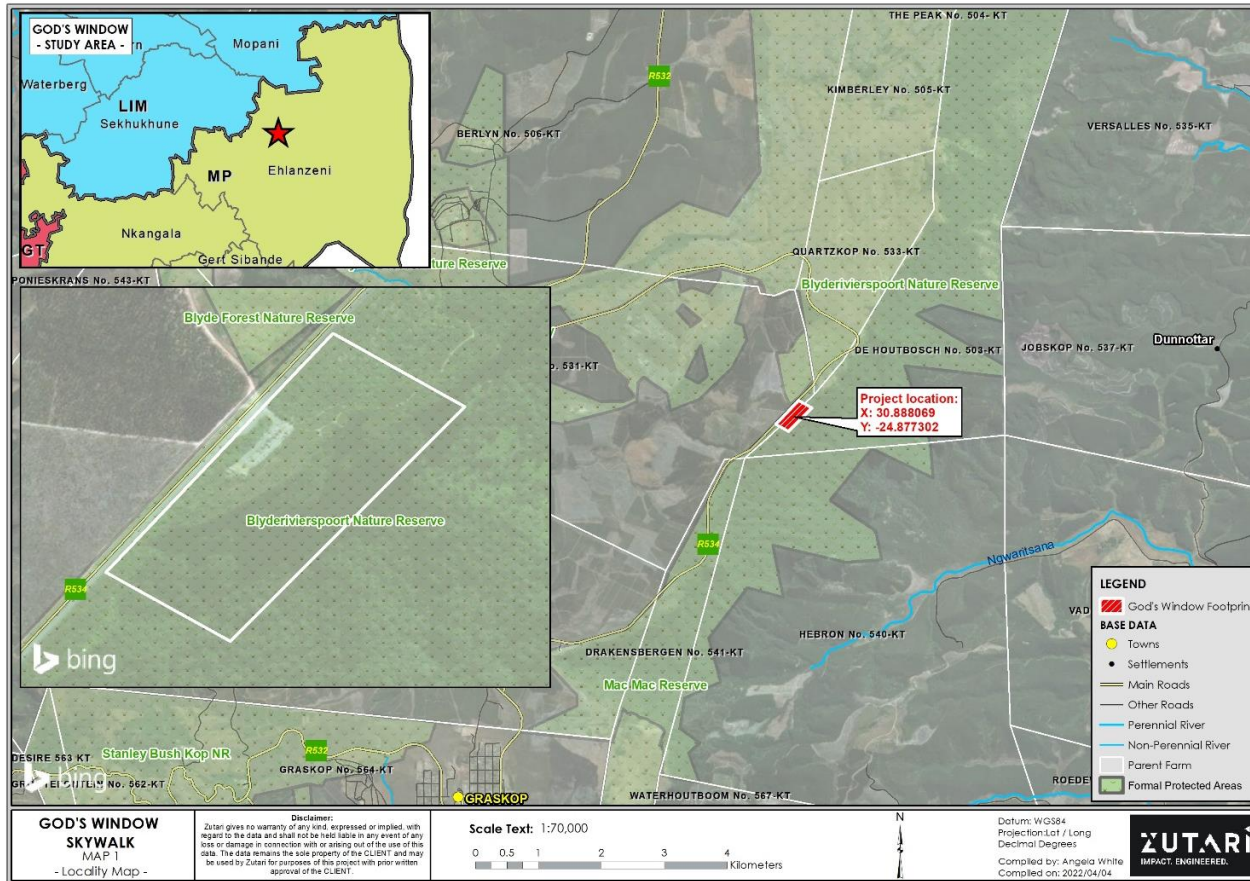 GOD'S WINDOW
- STUDY AREA -
Mopani
Waterberg
LIM
Sekhukhune
MP
Ehlanzeni
Nkangala
GT
Gert Sibande
THE PEAK No. 504- KT
R532
KIMBERLEY No. 505-KT
BERLYN No. 506-KT
VERSALLES No. 535-KT
QUARTZKOP No. 533-KT
ture Reserve
PONIESKRANS No. 543-KT
Blyderivierspoort Nature Reserve
Blyde Forest Nature Reserve
DE HOUTBOSCH No. 503-KT
JOBSKOP No. 537-KT
Dunnottar
o. 531-KT
Project location:
X: 30.888069
Y: -24.877302
Blyderivierspoort Nature Reserve
R534
R534
Ngwaritsana
bing
HEBRON No. 540-KT
VAD
DRAKENSBERGEN No. 541-KT
Mac Mac Reserve
Stanley Bush Kop NR
R532
DESIRE 563 KT
GRASKOP No. 564-KT
bing
No. 562-KT
GRASKOP
WATERHOUTBOOM No. 567-KT
ROEDE
LEGEND
God's Window Footprin
BASE DATA
Towns
Settlements
Main Roads
Other Roads
Perennial River
Non-Perennial River
Parent Farm
Formal Protected Areas
GOD'S WINDOW
SKYWALK
MAP 1
- Locality Map -
Disclaimer:
Zutari gives no warranty of any kind, expressed or implied, with
regard to the data and shall not be held liable in any event of any
loss or damage in connection with or arising out of the use of this
data. The data remains the sole property of the CLIENT and may
be used by Zutari for purposes of this project with prior written
approval of the CLIENT.
Scale Text: 1:70,000
0 0.5 1 2 3 4
Kilometers
N
Datum: WGS84
Projection:Lat / Long
Decimal Degrees
Compiled by: Angela White
Compiled on: 2022/04/04
ZUTARI
IMPACT. ENGINEERED.